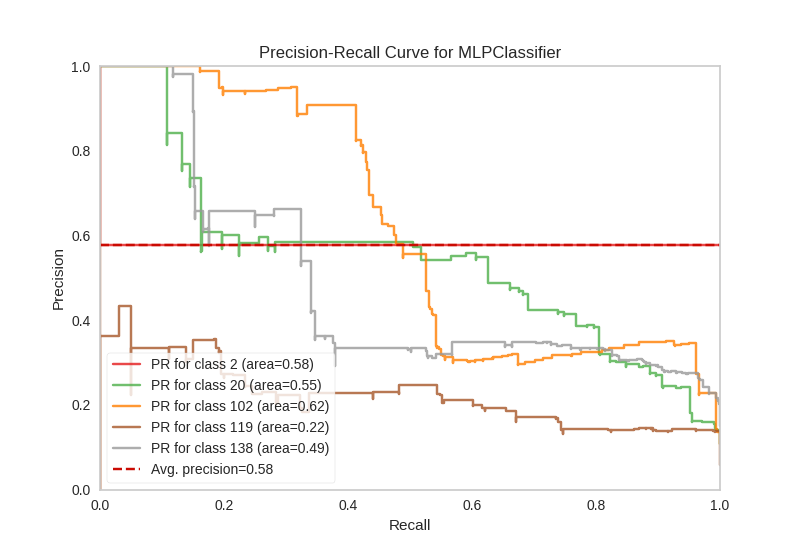 Precision-Recall Curve for MLPClassifier
1.0
0.8
0.6
0.4
0.2
0.0
Precision
PR for class 2 (area=0.58)
PR for class 20 (area=0.55)
PR for class 102 (area=0.62)
PR for class 119 (area=0.22)
PR for class 138 (area=0.49)
Avg. precision=0.58
0.0 0.2 0.4 0.6 0.8 1.0
Recall